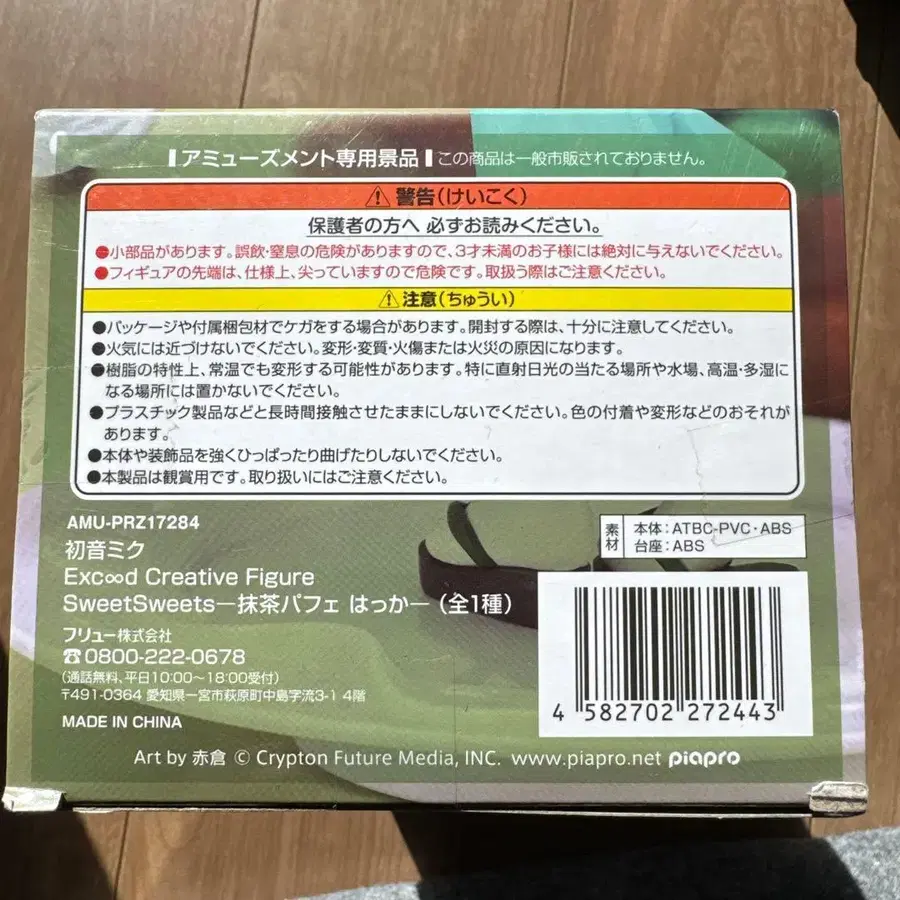 アミューズメント専用景品 この商品は一般市販されておりません。
⚠警告(けいこく)
保護者の方へ 必ずお読みください。
●小部品があります。誤飲・窒息の危険がありますので、3才未満のお子様には絶対に与えないでください。
●フィギュアの先端は、仕様上、尖っていますので危険です。取扱う際はご注意ください。
⚠注意(ちゅうい)
●パッケージや付属梱包材でケガをする場合があります。開封する際は、十分に注意してください。
●火気には近づけないでください。変形・変質・火傷または火災の原因になります。
●樹脂の特性上、常温でも変形する可能性があります。特に直射日光の当たる場所や水場、高温・多湿に
なる場所には置かないでください。
●プラスチック製品などと長時間接触させたままにしないでください。色の付着や変形などのおそれが
あります。
●本体や装飾品を強くひっぱったり曲げたりしないでください。
●本製品は観賞用です。取り扱いにはご注意ください。
AMU-PRZ17284
初音ミク
Exc∞d Creative Figure
SweetSweets―抹茶パフェ はっか―(全1種)
フリュー株式会社
☎0800-222-0678
(通話無料、平日10:00～18:00受付)
〒491-0364 愛知県一宮市萩原町中島字流3-1 4階
MADE IN CHINA
素材
本体:ATBC-PVC・ABS
台座:ABS
4 582702 272443
Art by 赤倉 © Crypton Future Media, INC. www.piapro.net piapro